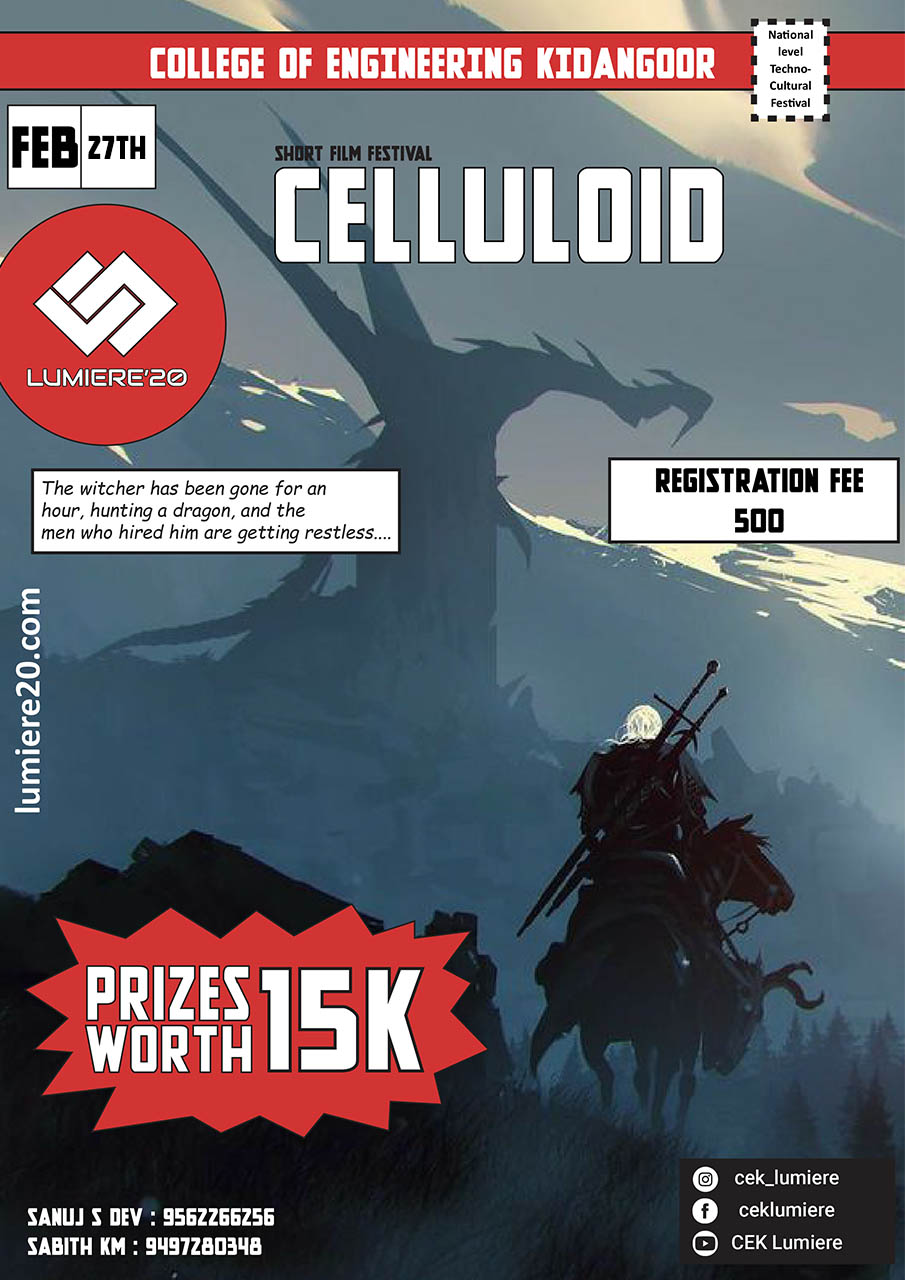 COLLEGE OF ENGINEERING KIDANGOOR
National
level
Techno-
Cultural
Festival
FEB 27TH
SHORT FILM FESTIVAL
CELLULOID
LUMIERE'20
The witcher has been gone for an
hour, hunting a dragon, and the
men who hired him are getting restless....
REGISTRATION FEE
500
lumiere20.com
PRIZES
WORTH 15K
SANUJ S DEV : 9562266256
SABITH KM : 9497280348
cek_lumiere
ceklumiere
CEK Lumiere